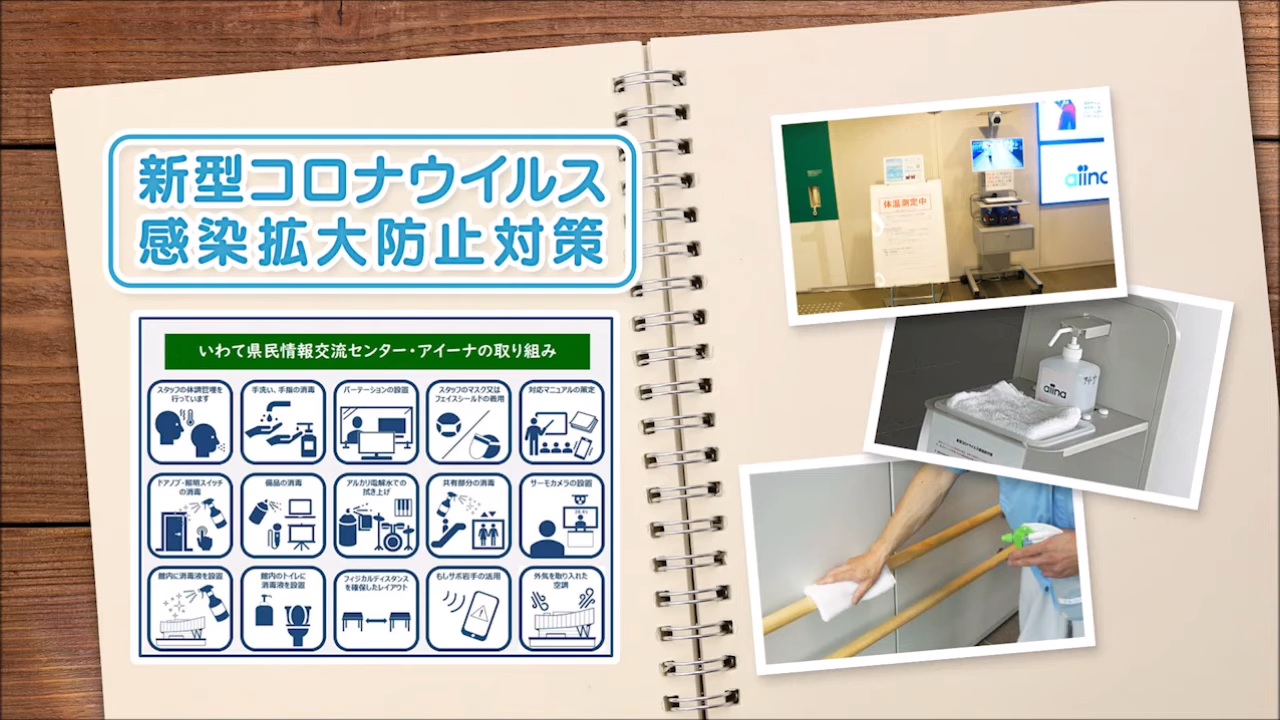 新型コロナウイルス
感染拡大防止対策
いわて県民情報交流センター・アイーナの取り組み
スタッフの体調管理を
行っています
手洗い、手指の消毒
パーテーションの設置
スタッフのマスク又は
フェイスシールドの着用
対応マニュアルの策定
ドアノブ・照明スイッチ
の消毒
備品の消毒
アルカリ電解水での
拭き上げ
共有部分の消毒
サーモカメラの設置
館内に消毒液を設置
館内のトイレに
消毒液を設置
フィジカルディスタンス
を確保したレイアウト
もしサポ岩手の活用
外気を取り入れた
空調
体温測定中
aiina
aiina